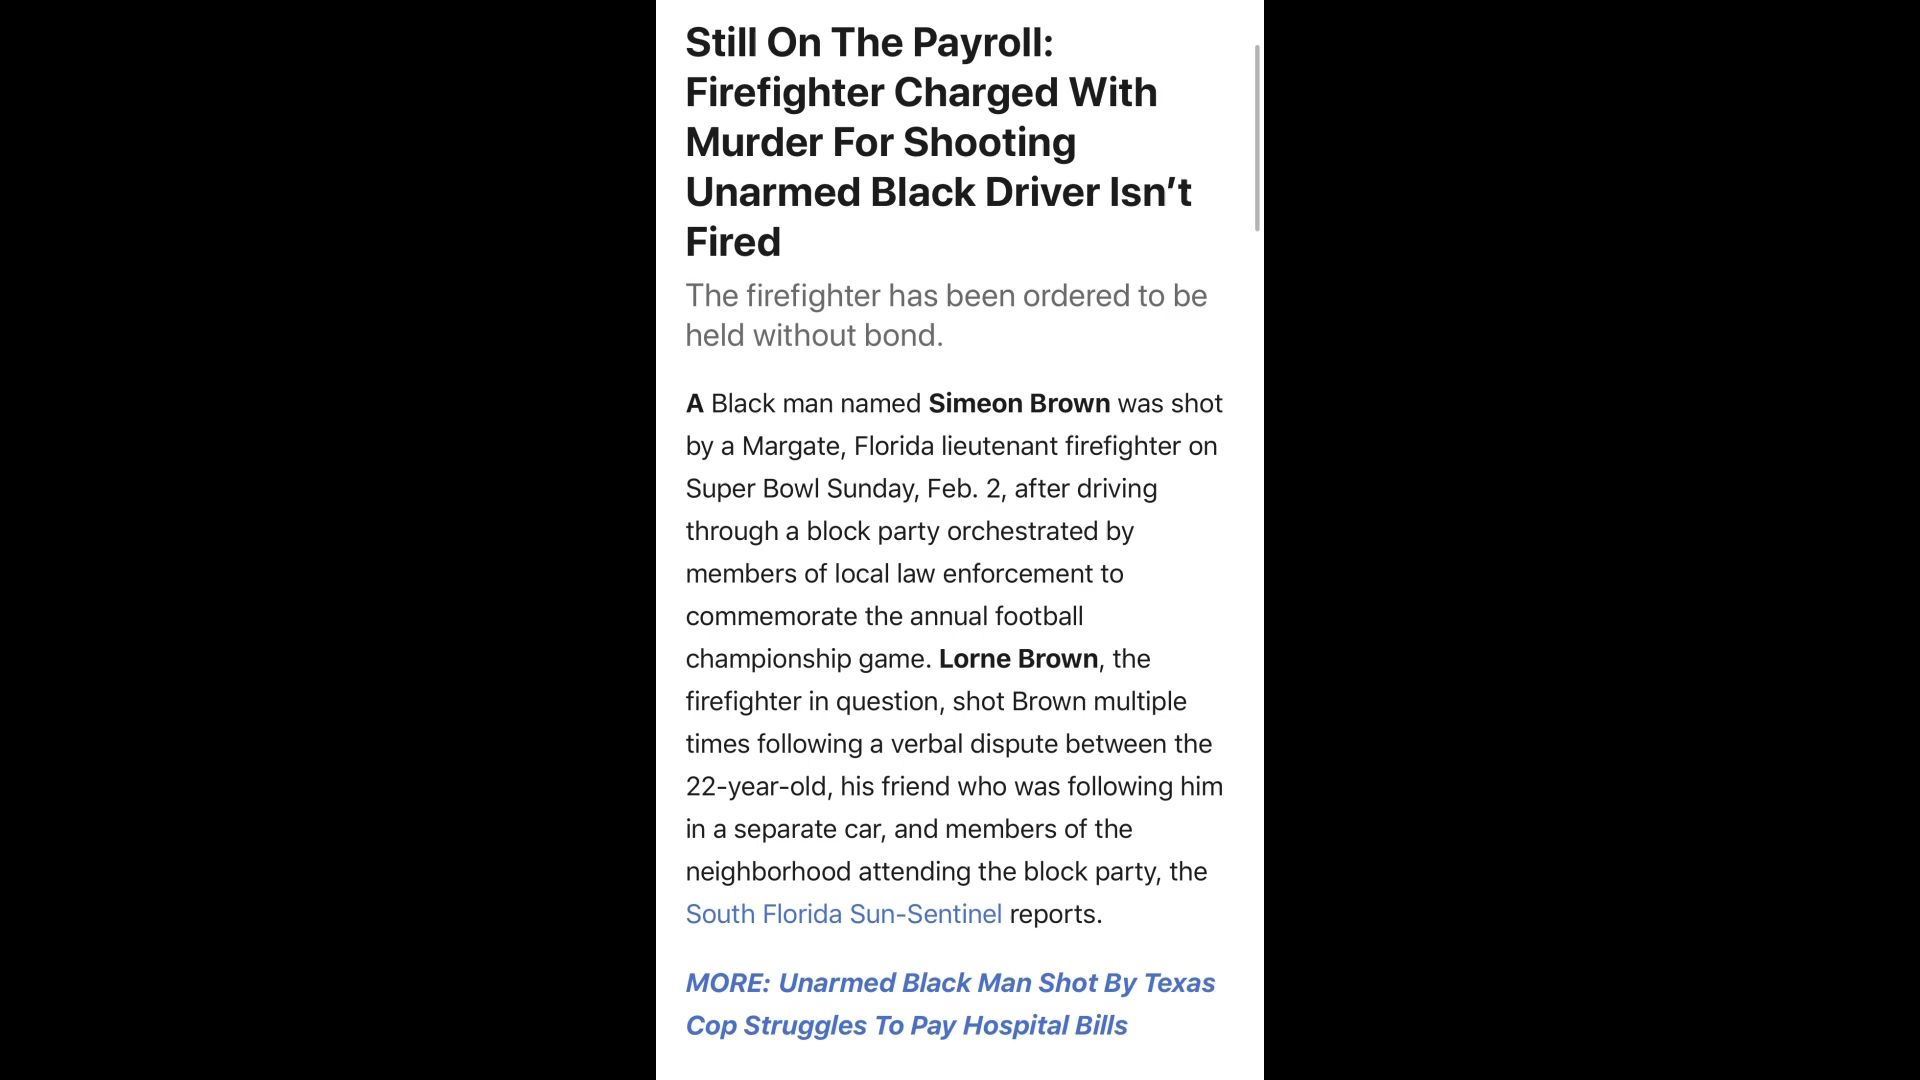 Still On The Payroll:
Firefighter Charged With
Murder For Shooting
Unarmed Black Driver Isn’t
Fired
The firefighter has been ordered to be
held without bond.
A Black man named Simeon Brown was shot
by a Margate, Florida lieutenant firefighter on
Super Bowl Sunday, Feb. 2, after driving
through a block party orchestrated by
members of local law enforcement to
commemorate the annual football
championship game. Lorne Brown, the
firefighter in question, shot Brown multiple
times following a verbal dispute between the
22-year-old, his friend who was following him
in a separate car, and members of the
neighborhood attending the block party, the
South Florida Sun-Sentinel reports.
MORE: Unarmed Black Man Shot By Texas
Cop Struggles To Pay Hospital Bills